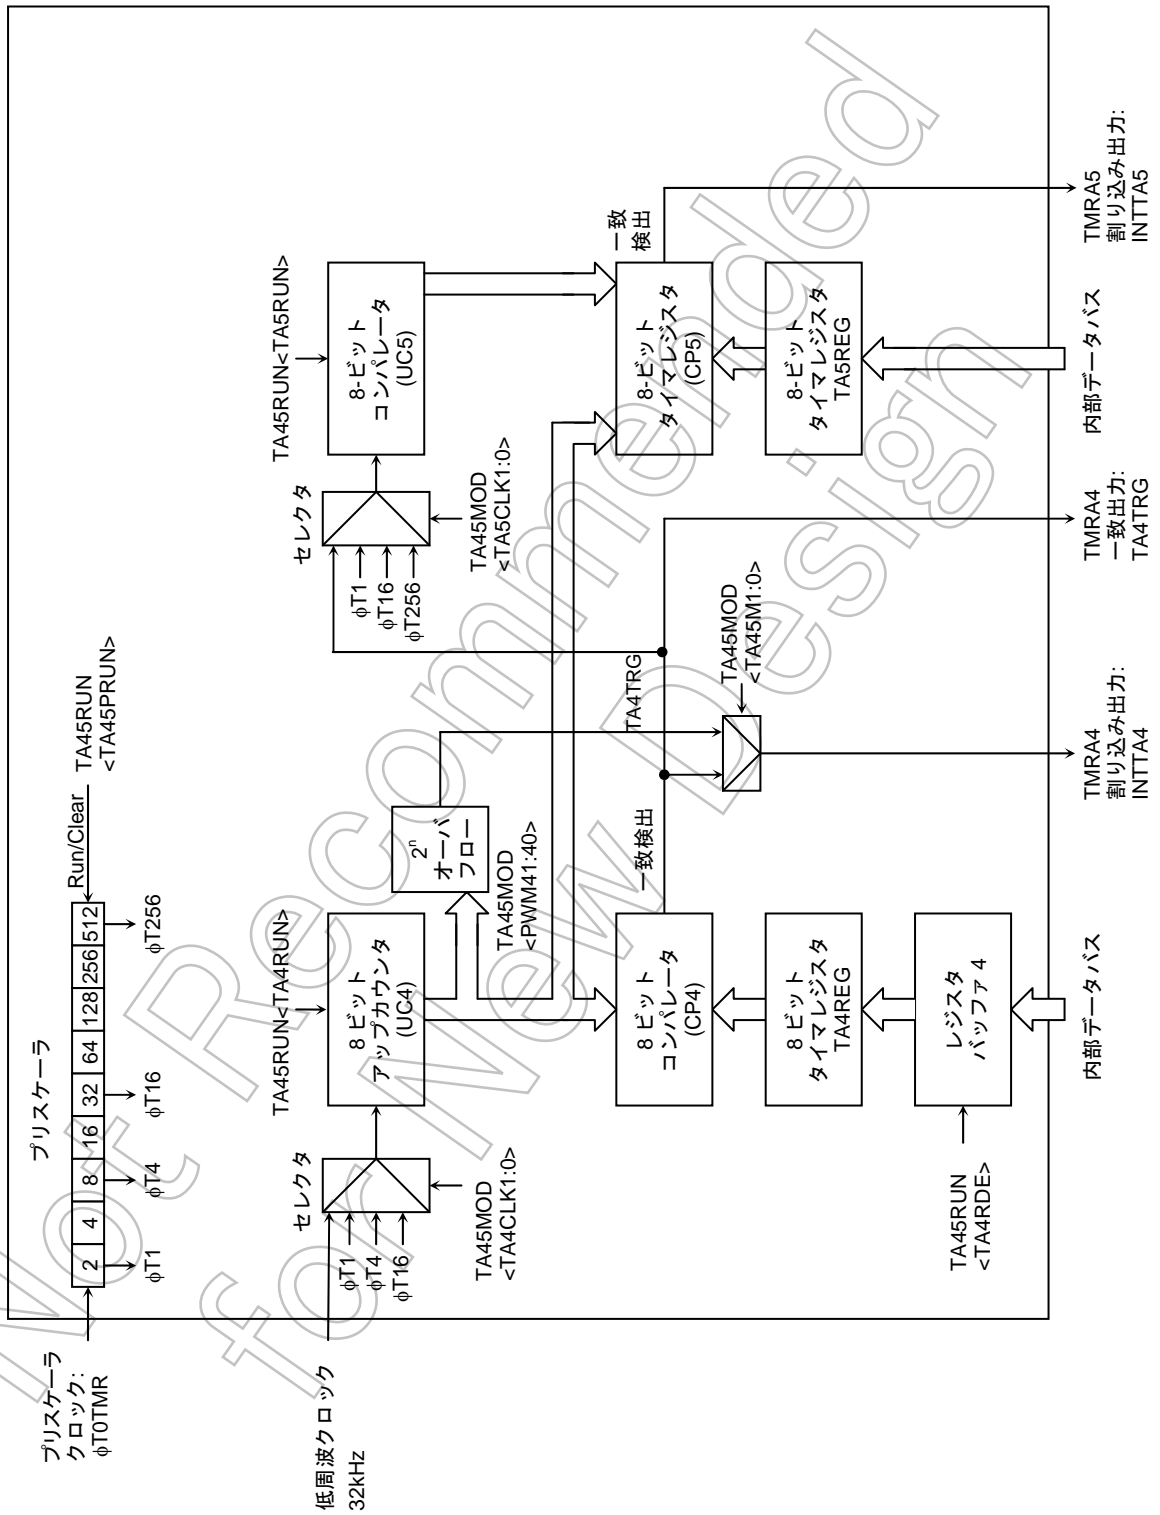 プリスケーラ
クロック:
φT0TMR
プリスケーラ
2
4
8
16
32
64
128
256
512
Run/Clear
TA45RUN
<TA45PRUN>
φT1
φT4
φT16
φT256
低周波クロック
32kHz
セレクタ
φT1
φT4
φT16
TA45MOD
<TA4CLK1:0>
TA45RUN<TA4RUN>
8 ビット
アップカウンタ
(UC4)
2ⁿ
オーバ
フロー
TA45MOD
<PWM41:40>
TA4TRG
セレクタ
φT1
φT16
φT256
TA45MOD
<TA5CLK1:0>
TA45RUN<TA5RUN>
8-ビット
コンパレータ
(UC5)
8 ビット
コンパレータ
(CP4)
一致検出
8-ビット
タイマレジスタ
(CP5)
一致
検出
TA45MOD
<TA45M1:0>
8 ビット
タイマレジスタ
TA4REG
8-ビット
タイマレジスタ
TA5REG
TA45RUN
<TA4RDE>
レジスタ
バッファ 4
内部データバス
TMRA4
割り込み出力:
INTTA4
TMRA4
一致出力:
TA4TRG
内部データバス
TMRA5
割り込み出力:
INTTA5
Not Recommended
for New Design